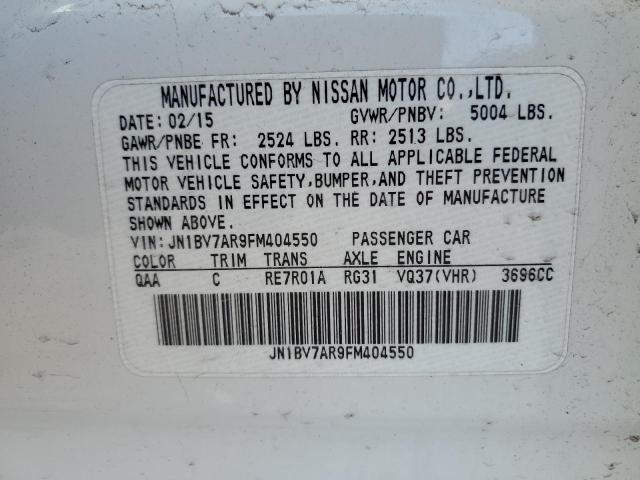 MANUFACTURED BY NISSAN MOTOR CO.,LTD.
DATE: 02/15 GVWR/PNBV: 5004 LBS.
GAWR/PNBE FR: 2524 LBS. RR: 2513 LBS.
THIS VEHICLE CONFORMS TO ALL APPLICABLE FEDERAL
MOTOR VEHICLE SAFETY,BUMPER,AND THEFT PREVENTION
STANDARDS IN EFFECT ON THE DATE OF MANUFACTURE
SHOWN ABOVE.
VIN: JN1BV7AR9FM404550 PASSENGER CAR
COLOR TRIM TRANS AXLE ENGINE
QAA C RE7R01A RG31 VQ37(VHR) 3696CC
JN1BV7AR9FM404550